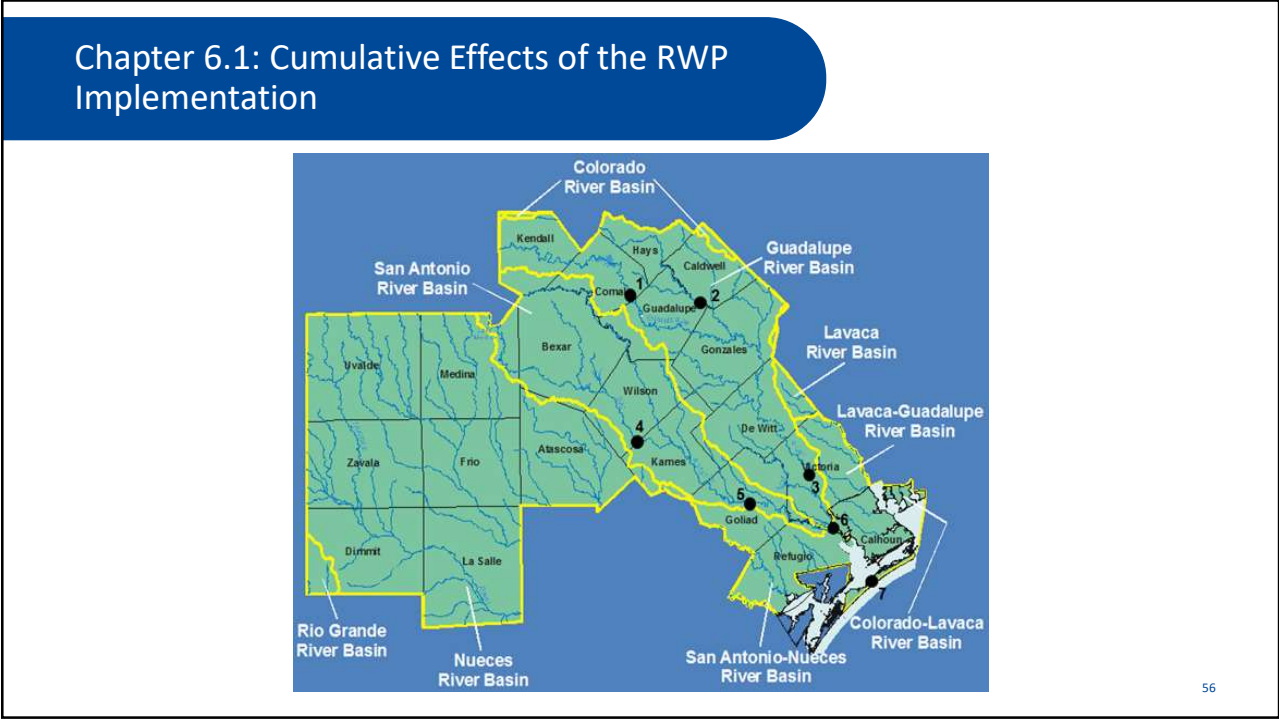 Chapter 6.1: Cumulative Effects of the RWP
Implementation
Colorado
River Basin
Kendall
Hays
Guadalupe
River Basin
Caldwell
San Antonio
River Basin
Comal
1
2
Guadalupe
Lavaca
River Basin
Bexar
Gonzales
Uvalde
Medina
Wilson
Lavaca-Guadalupe
River Basin
De Witt
4
Atascosa
Zavala
Frio
Karnes
Victoria
3
5
Goliad
6
Calhoun
Dimmit
La Salle
Refugio
7
Rio Grande
River Basin
Colorado-Lavaca
River Basin
Nueces
River Basin
San Antonio-Nueces
River Basin
56